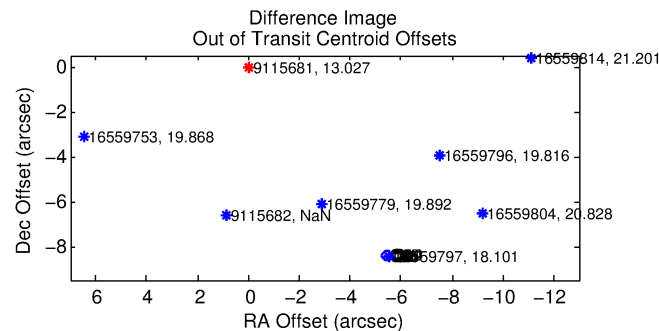 Difference Image
Out of Transit Centroid Offsets
Dec Offset (arcsec)
0
−2
−4
−6
−8
9115681, 13.027
16559814, 21.201
16559753, 19.868
16559796, 19.816
16559779, 19.892
9115682, NaN
16559804, 20.828
59797, 18.101
6 4 2 0 −2 −4 −6 −8 −10 −12
RA Offset (arcsec)